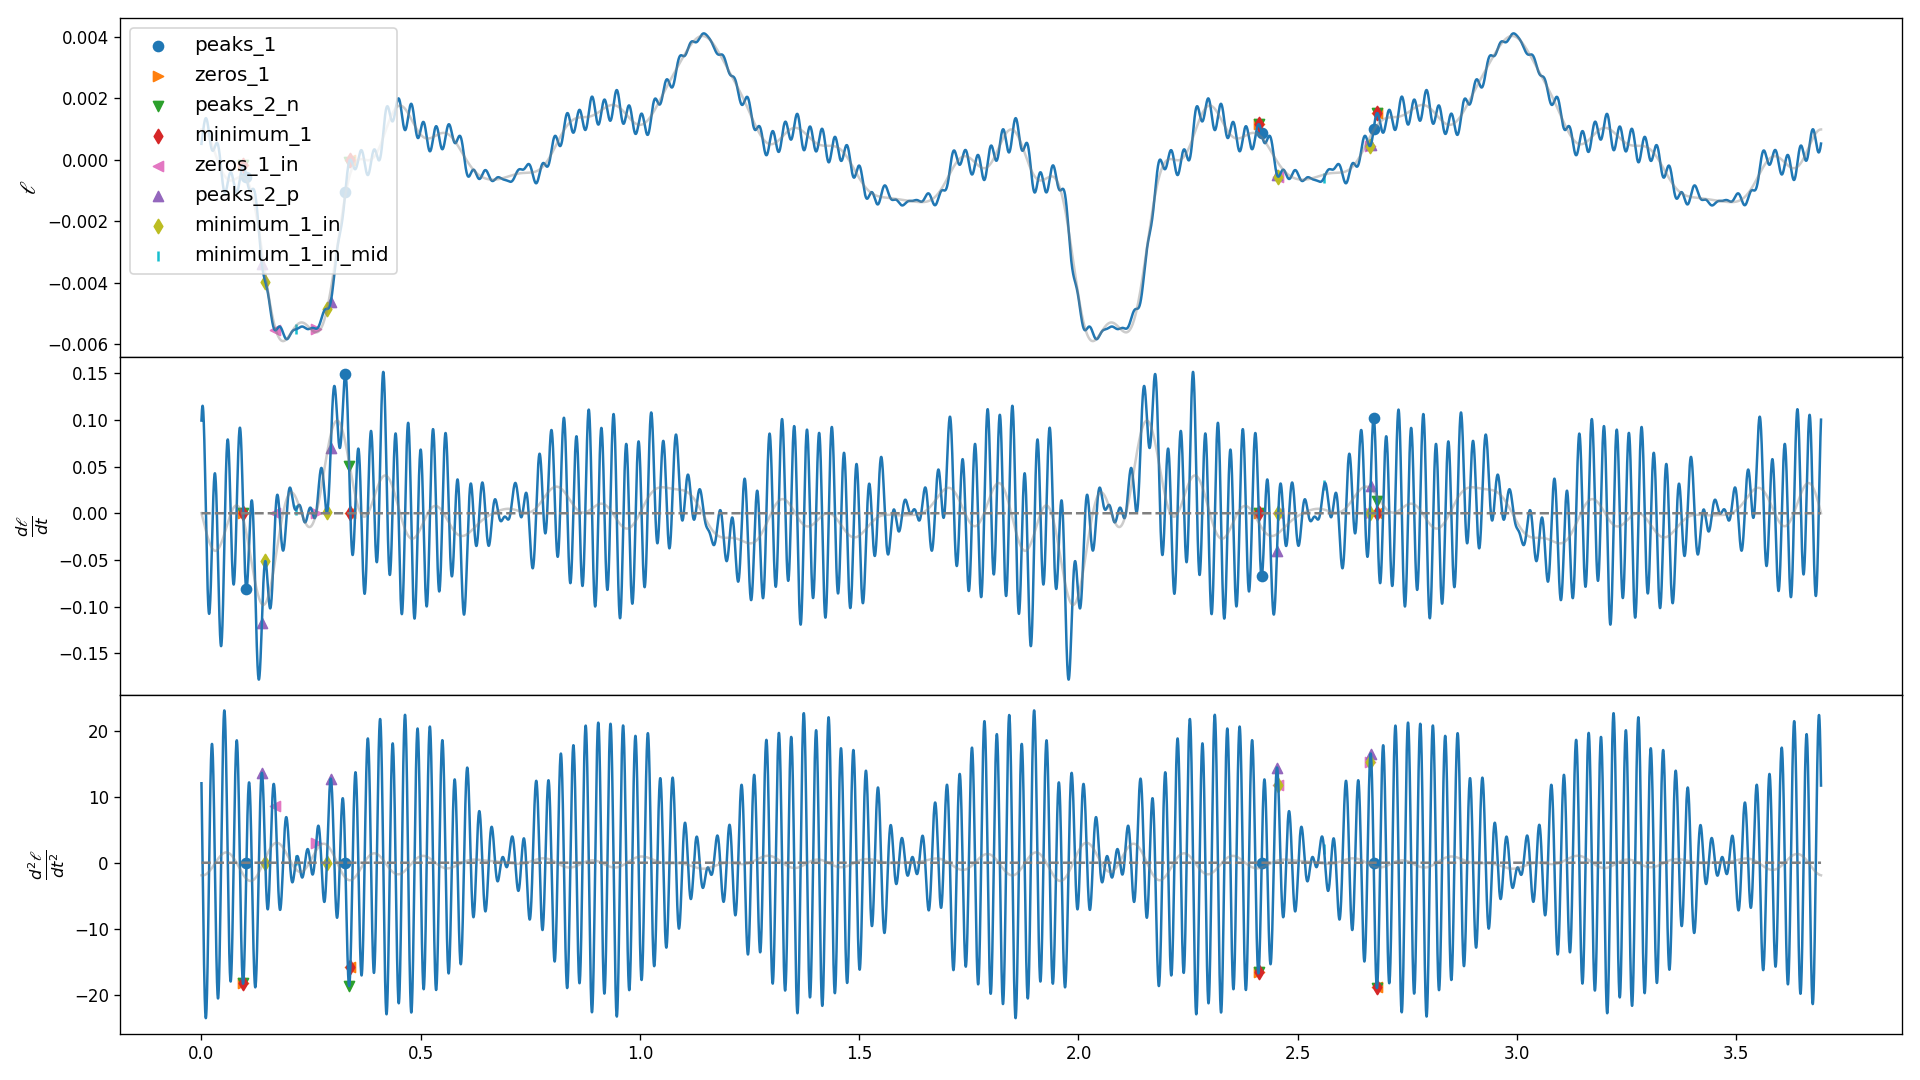 0.004
0.002
0.000
−0.002
−0.004
−0.006
ℓ
peaks_1
zeros_1
peaks_2_n
minimum_1
zeros_1_in
peaks_2_p
minimum_1_in
minimum_1_in_mid
0.15
0.10
0.05
0.00
−0.05
−0.10
−0.15
dℓ/dt
20
10
0
−10
−20
d²ℓ/dt²
0.0 0.5 1.0 1.5 2.0 2.5 3.0 3.5